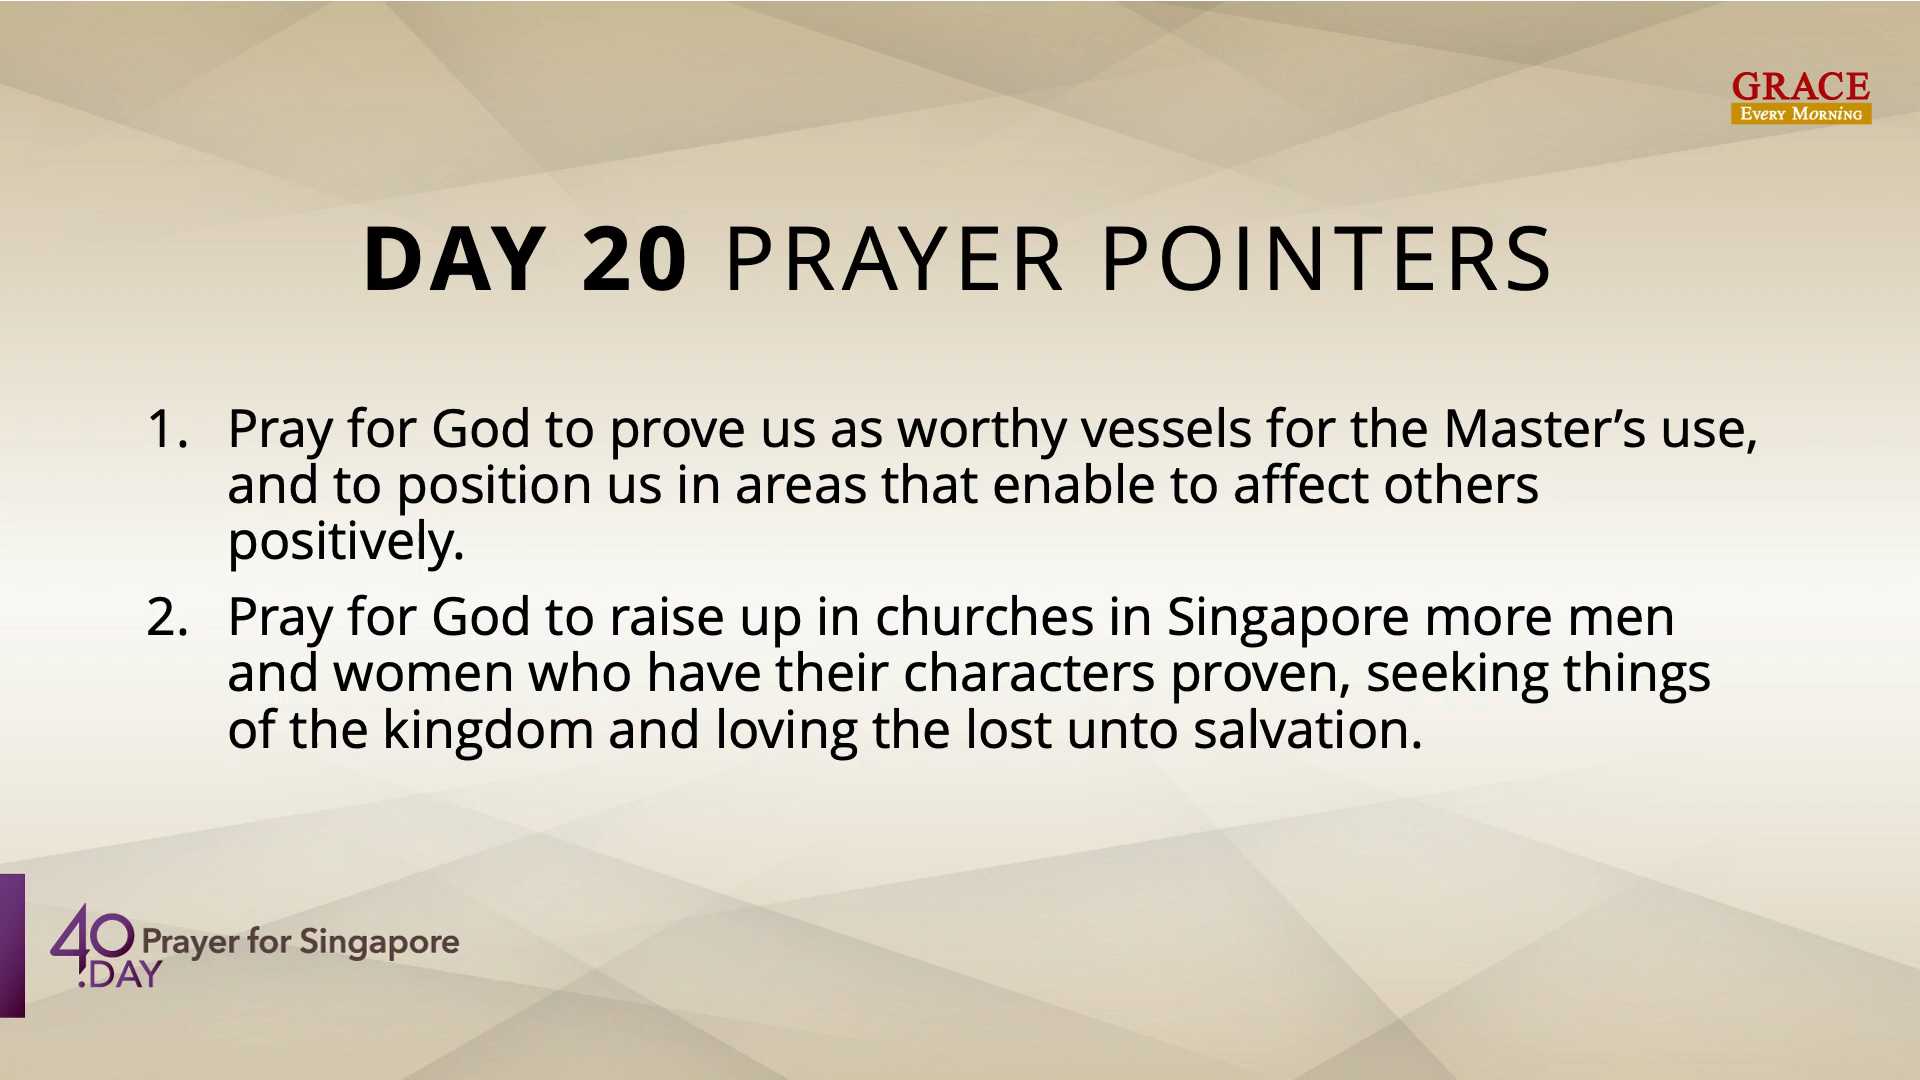 GRACE
Every Morning
DAY 20 PRAYER POINTERS
1. Pray for God to prove us as worthy vessels for the Master’s use,
and to position us in areas that enable to affect others
positively.
2. Pray for God to raise up in churches in Singapore more men
and women who have their characters proven, seeking things
of the kingdom and loving the lost unto salvation.
40 Prayer for Singapore
.DAY